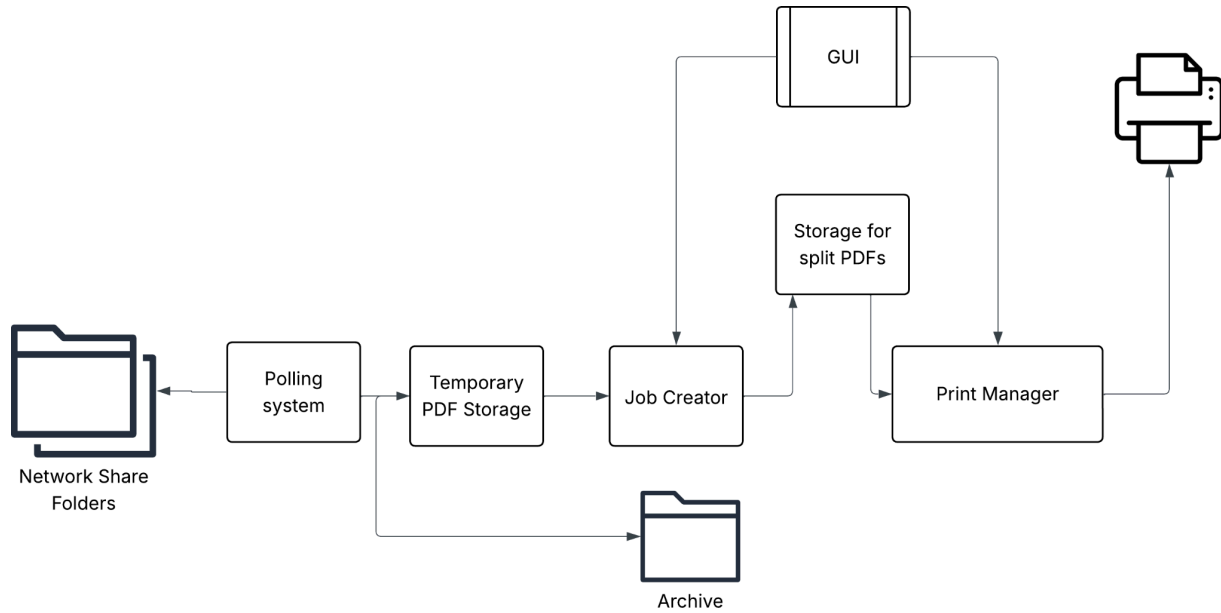 GUI
Storage for
split PDFs
Polling
system
Temporary
PDF Storage
Job Creator
Print Manager
Network Share
Folders
Archive